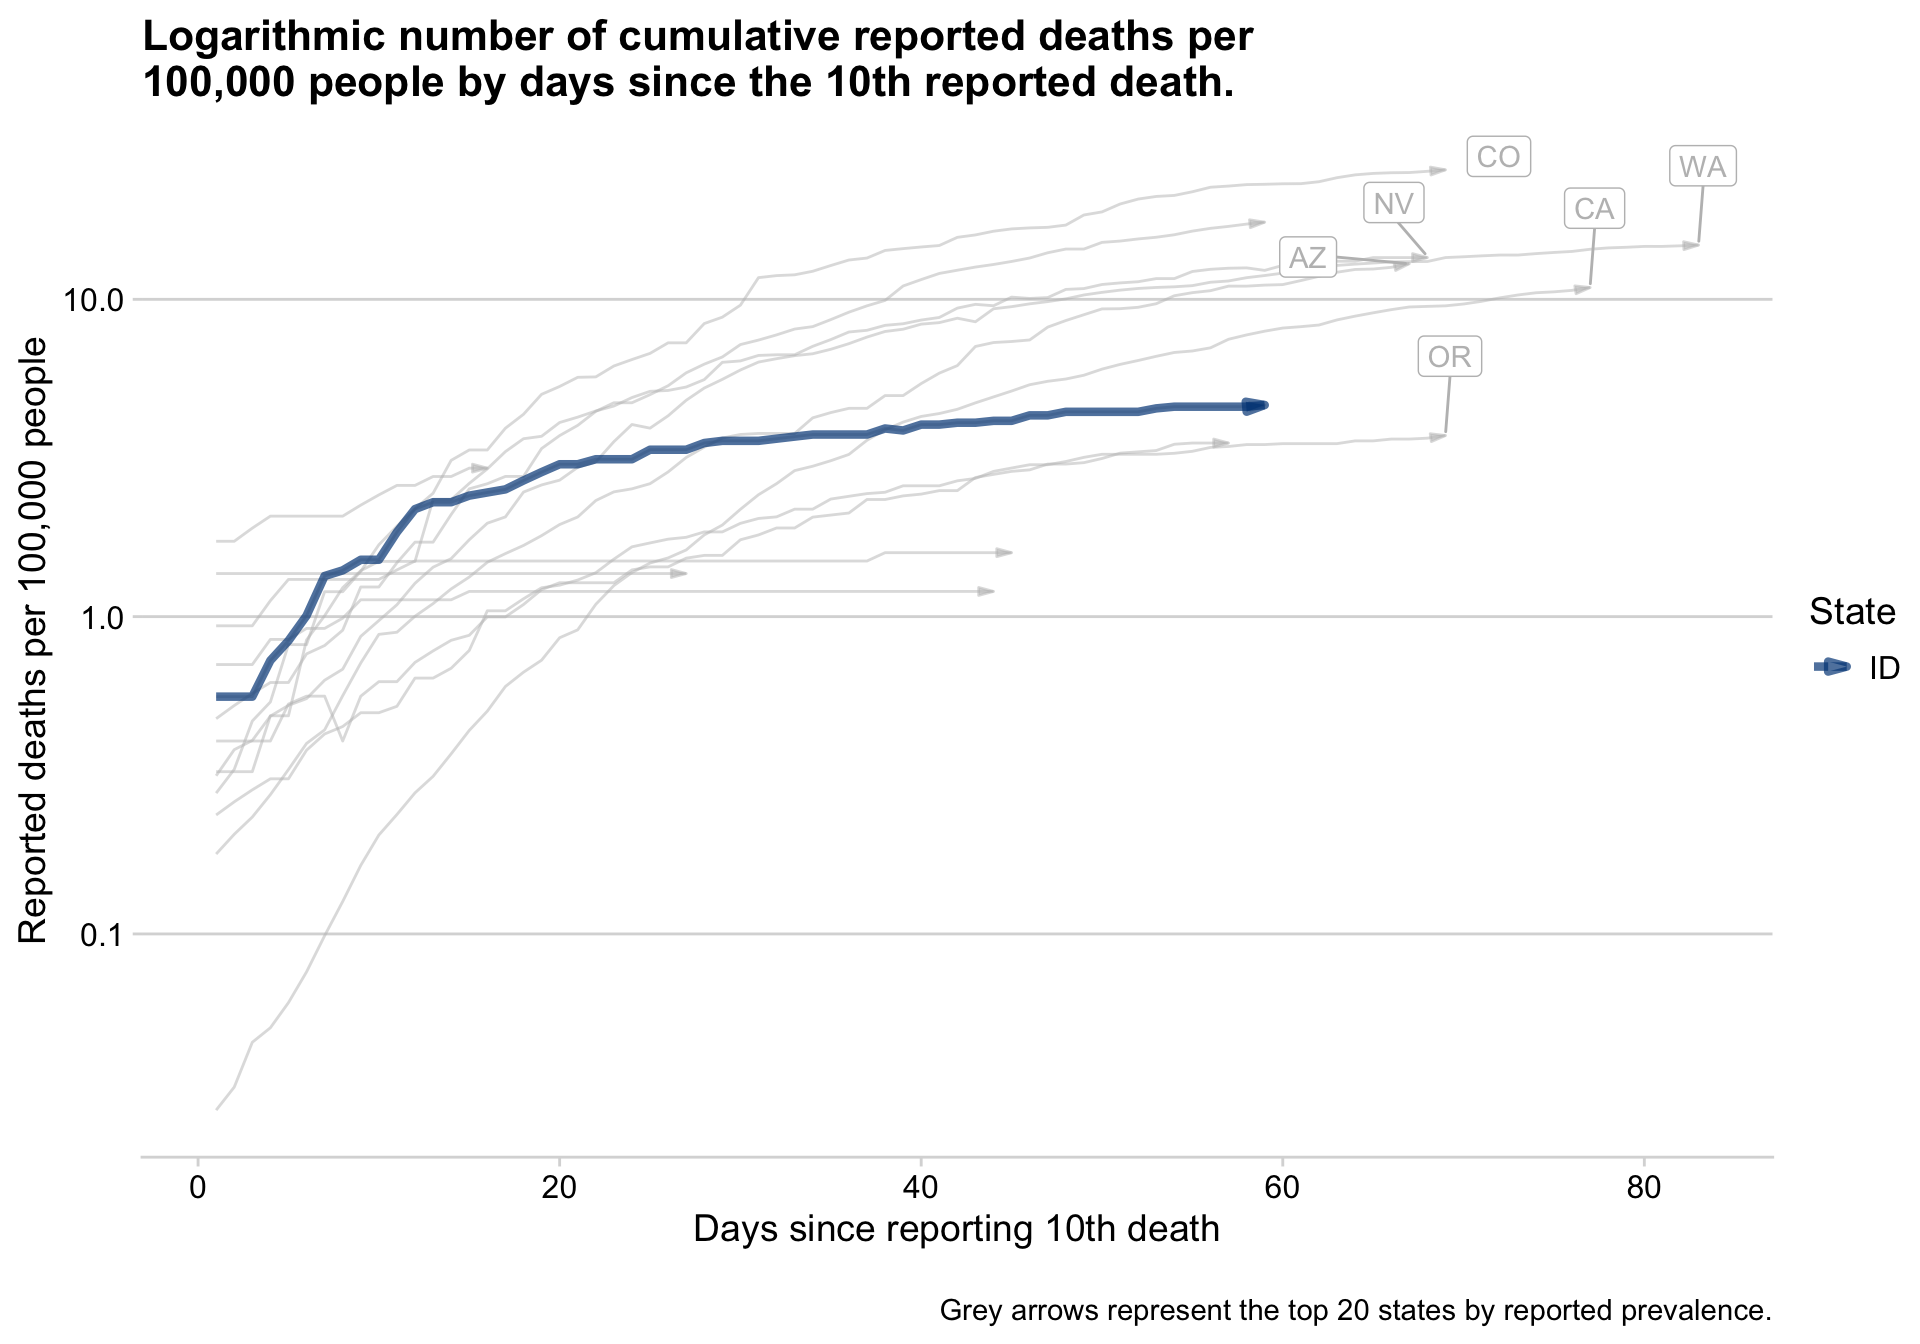 Logarithmic number of cumulative reported deaths per
100,000 people by days since the 10th reported death.
CO
WA
NV
CA
AZ
OR
10.0
1.0
0.1
Reported deaths per 100,000 people
State
ID
0
20
40
60
80
Days since reporting 10th death
Grey arrows represent the top 20 states by reported prevalence.